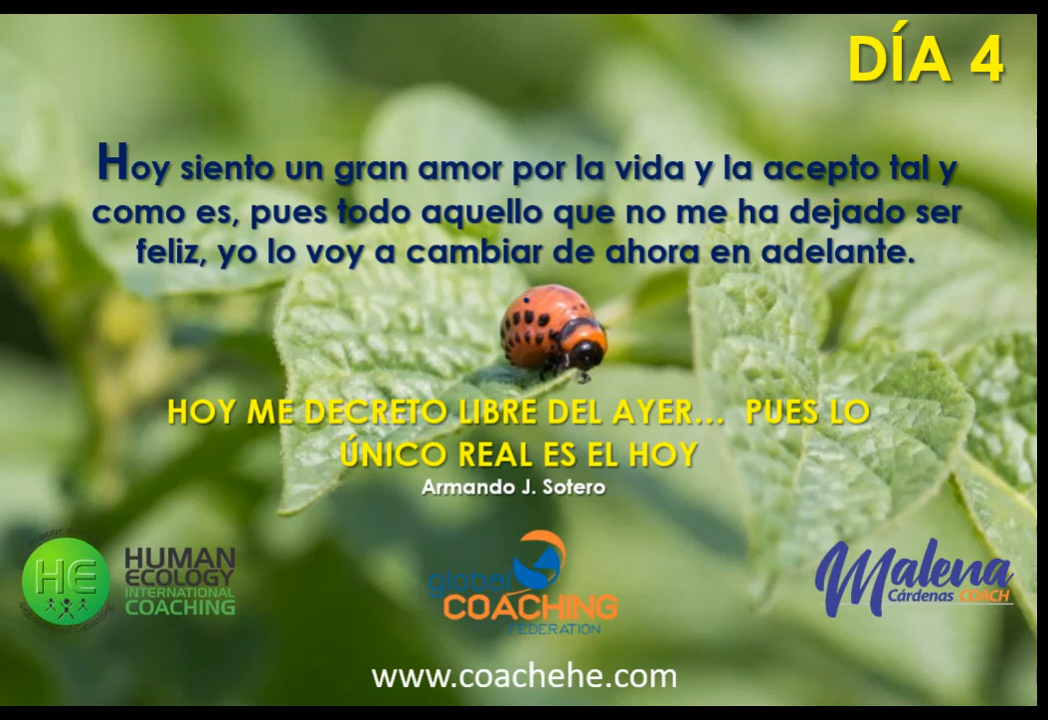 DÍA 4
Hoy siento un gran amor por la vida y la acepto tal y
como es, pues todo aquello que no me ha dejado ser
feliz, yo lo voy a cambiar de ahora en adelante.
HOY ME DECRETO LIBRE DEL AYER... PUES LO
ÚNICO REAL ES EL HOY
Armando J. Sotero
HE
HUMAN
ECOLOGY
INTERNATIONAL
COACHING
global
COACHING
FEDERATION
Malena
Cárdenas COACH
www.coachehe.com